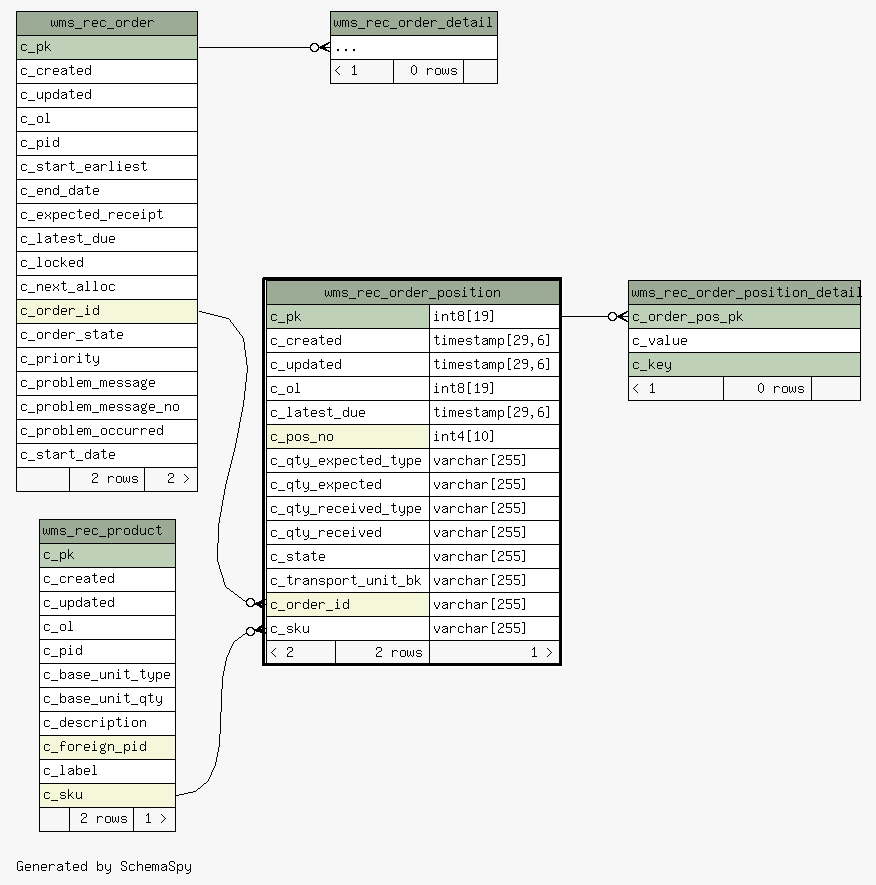 wms_rec_order
c_pk
c_created
c_updated
c_ol
c_pid
c_start_earliest
c_end_date
c_expected_receipt
c_latest_due
c_locked
c_next_alloc
c_order_id
c_order_state
c_priority
c_problem_message
c_problem_message_no
c_problem_occurred
c_start_date
2 rows 2 >
wms_rec_order_detail
...
< 1 0 rows
wms_rec_order_position
c_pk int8[19]
c_created timestamp[29,6]
c_updated timestamp[29,6]
c_ol int8[19]
c_latest_due timestamp[29,6]
c_pos_no int4[10]
c_qty_expected_type varchar[255]
c_qty_expected varchar[255]
c_qty_received_type varchar[255]
c_qty_received varchar[255]
c_state varchar[255]
c_transport_unit_bk varchar[255]
c_order_id varchar[255]
c_sku varchar[255]
< 2 2 rows 1 >
wms_rec_order_position_detail
c_order_pos_pk
c_value
c_key
< 1 0 rows
wms_rec_product
c_pk
c_created
c_updated
c_ol
c_pid
c_base_unit_type
c_base_unit_qty
c_description
c_foreign_pid
c_label
c_sku
2 rows 1 >
Generated by SchemaSpy